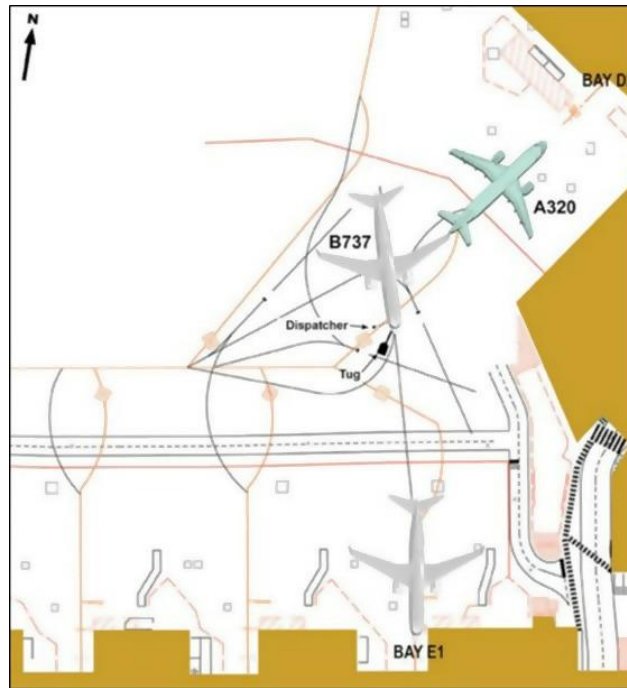 N
BAY D
A320
B737
Dispatcher
Tug
BAY E1